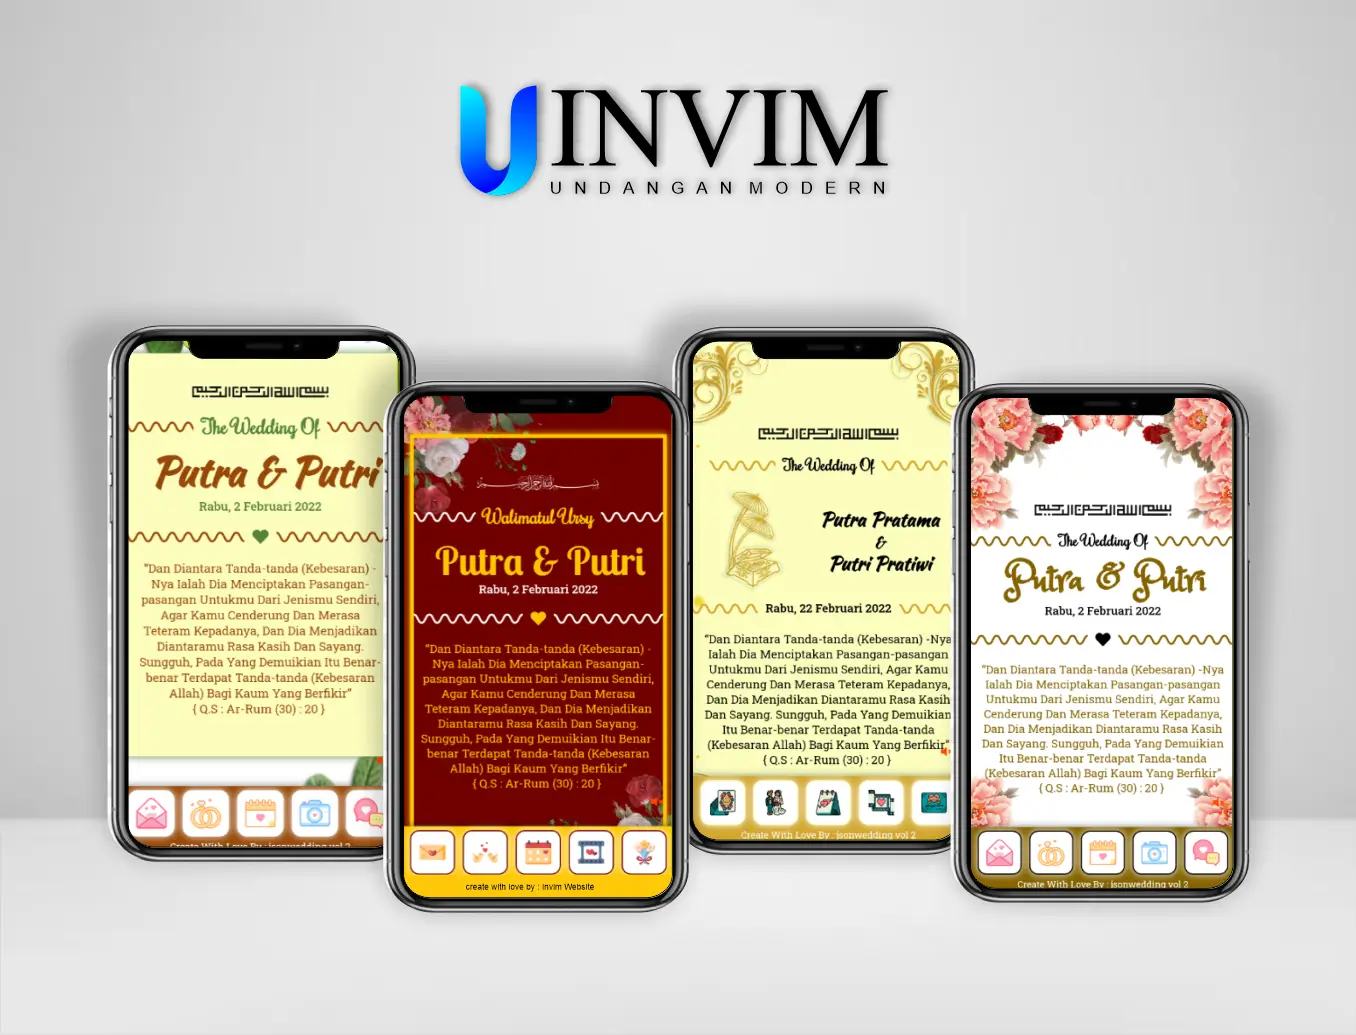 INVIM
UNDANGAN MODERN
The Wedding Of
Putra & Putri
Rabu, 2 Februari 2022
“Dan Diantara Tanda-tanda (Kebesaran) -
Nya Ialah Dia Menciptakan Pasangan-
pasangan Untukmu Dari Jenismu Sendiri,
Agar Kamu Cenderung Dan Merasa
Teteram Kepadanya, Dan Dia Menjadikan
Diantaramu Rasa Kasih Dan Sayang.
Sungguh, Pada Yang Demuikian Itu Benar-
benar Terdapat Tanda-tanda (Kebesaran
Allah) Bagi Kaum Yang Berfikir”
{ Q.S : Ar-Rum (30) : 20 }
Create With Love By : jsonwedding vol 2
Walimatul Ursy
Putra & Putri
Rabu, 2 Februari 2022
“Dan Diantara Tanda-tanda (Kebesaran) -
Nya Ialah Dia Menciptakan Pasangan-
pasangan Untukmu Dari Jenismu Sendiri,
Agar Kamu Cenderung Dan Merasa
Teteram Kepadanya, Dan Dia Menjadikan
Diantaramu Rasa Kasih Dan Sayang.
Sungguh, Pada Yang Demuikian Itu Benar-
benar Terdapat Tanda-tanda (Kebesaran
Allah) Bagi Kaum Yang Berfikir”
{ Q.S : Ar-Rum (30) : 20 }
create with love by : Invim Website
The Wedding Of
Putra Pratama
&
Putri Pratiwi
Rabu, 22 Februari 2022
“Dan Diantara Tanda-tanda (Kebesaran) -Nya
Ialah Dia Menciptakan Pasangan-pasangan
Untukmu Dari Jenismu Sendiri, Agar Kamu
Cenderung Dan Merasa Teteram Kepadanya,
Dan Dia Menjadikan Diantaramu Rasa Kasih
Dan Sayang. Sungguh, Pada Yang Demuikian
Itu Benar-benar Terdapat Tanda-tanda
(Kebesaran Allah) Bagi Kaum Yang Berfikir”
{ Q.S : Ar-Rum (30) : 20 }
Create With Love By : jsonwedding vol 2
The Wedding Of
Putra & Putri
Rabu, 2 Februari 2022
“Dan Diantara Tanda-tanda (Kebesaran) -Nya
Ialah Dia Menciptakan Pasangan-pasangan
Untukmu Dari Jenismu Sendiri, Agar Kamu
Cenderung Dan Merasa Teteram Kepadanya,
Dan Dia Menjadikan Diantaramu Rasa Kasih
Dan Sayang. Sungguh, Pada Yang Demuikian
Itu Benar-benar Terdapat Tanda-tanda
(Kebesaran Allah) Bagi Kaum Yang Berfikir”
{ Q.S : Ar-Rum (30) : 20 }
Create With Love By : jsonwedding vol 2